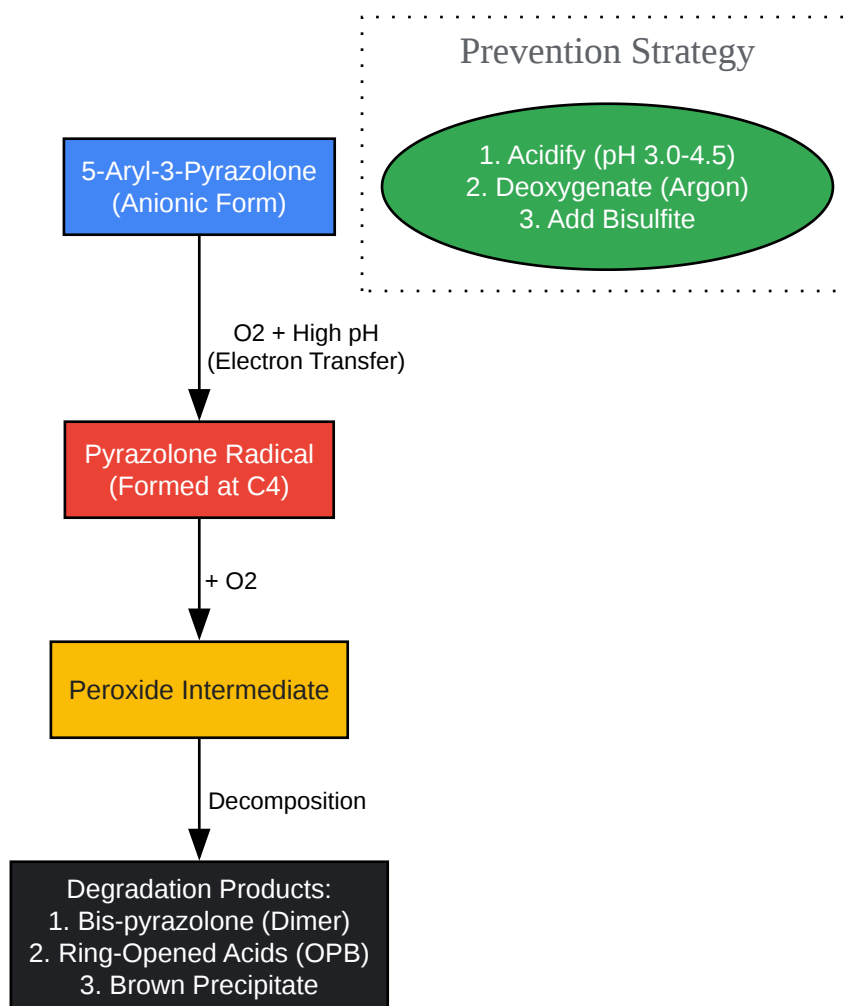 Prevention Strategy
1. Acidify (pH 3.0-4.5)
2. Deoxygenate (Argon)
3. Add Bisulfite
5-Aryl-3-Pyrazolone
(Anionic Form)
O2 + High pH
(Electron Transfer)
Pyrazolone Radical
(Formed at C4)
+ O2
Peroxide Intermediate
Decomposition
Degradation Products:
1. Bis-pyrazolone (Dimer)
2. Ring-Opened Acids (OPB)
3. Brown Precipitate